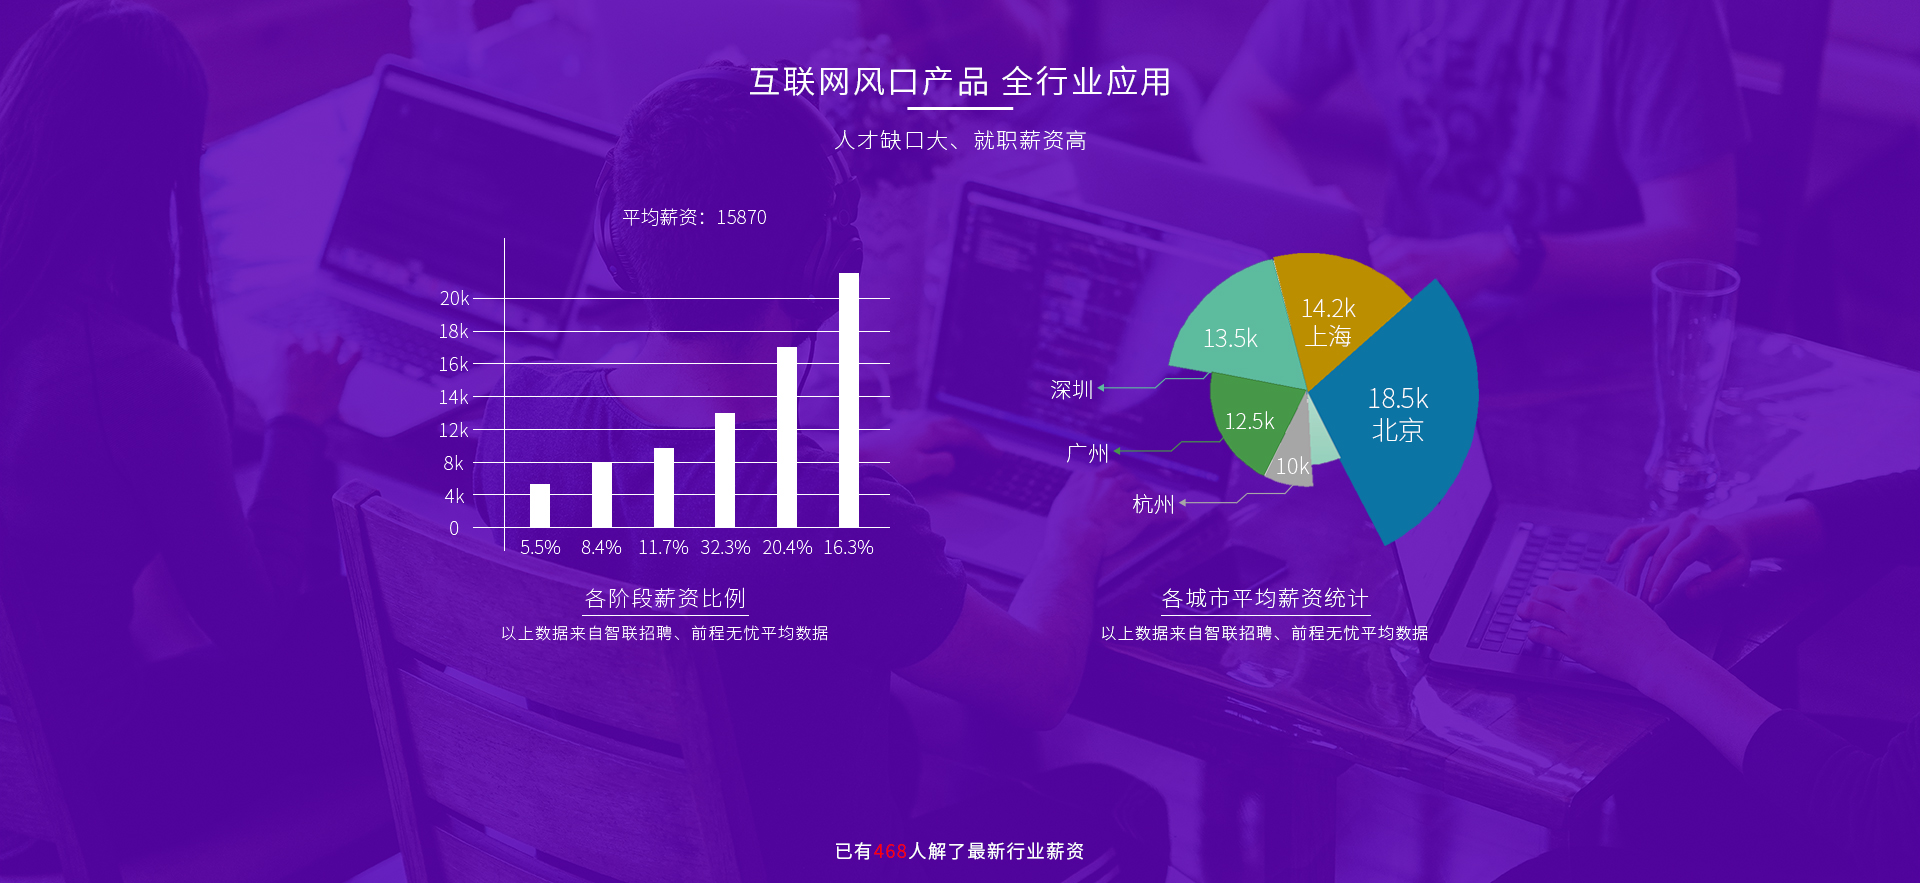 互联网风口产品 全行业应用
人才缺口大、就职薪资高
平均薪资：15870
20k
18k
16k
14k
12k
8k
4k
0
5.5% 8.4% 11.7% 32.3% 20.4% 16.3%
各阶段薪资比例
以上数据来自智联招聘、前程无忧平均数据
14.2k
上海
13.5k
18.5k
北京
深圳
12.5k
广州
10k
杭州
各城市平均薪资统计
以上数据来自智联招聘、前程无忧平均数据
已有468人解了最新行业薪资